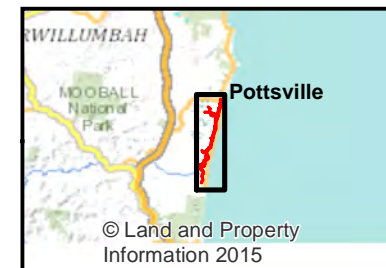 RWILLUMBAH
Pottsville
MOOBALL
National
Park
© Land and Property
Information 2015